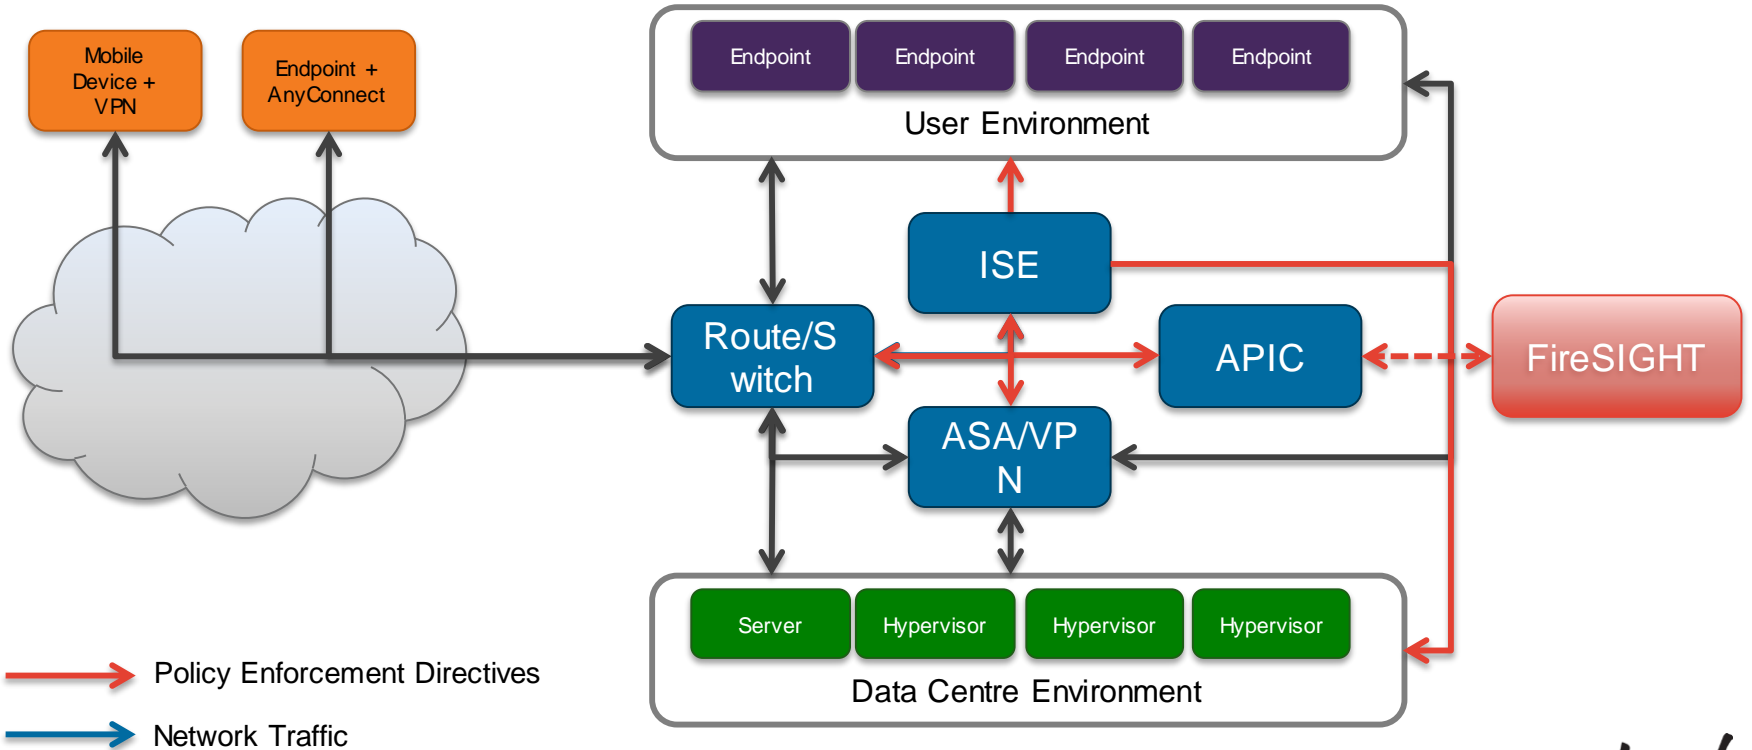 Mobile
Device +
VPN
Endpoint +
AnyConnect
Endpoint
Endpoint
Endpoint
Endpoint
User Environment
ISE
Route/S
witch
APIC
FireSIGHT
ASA/VP
N
Server
Hypervisor
Hypervisor
Hypervisor
Data Centre Environment
Policy Enforcement Directives
Network Traffic